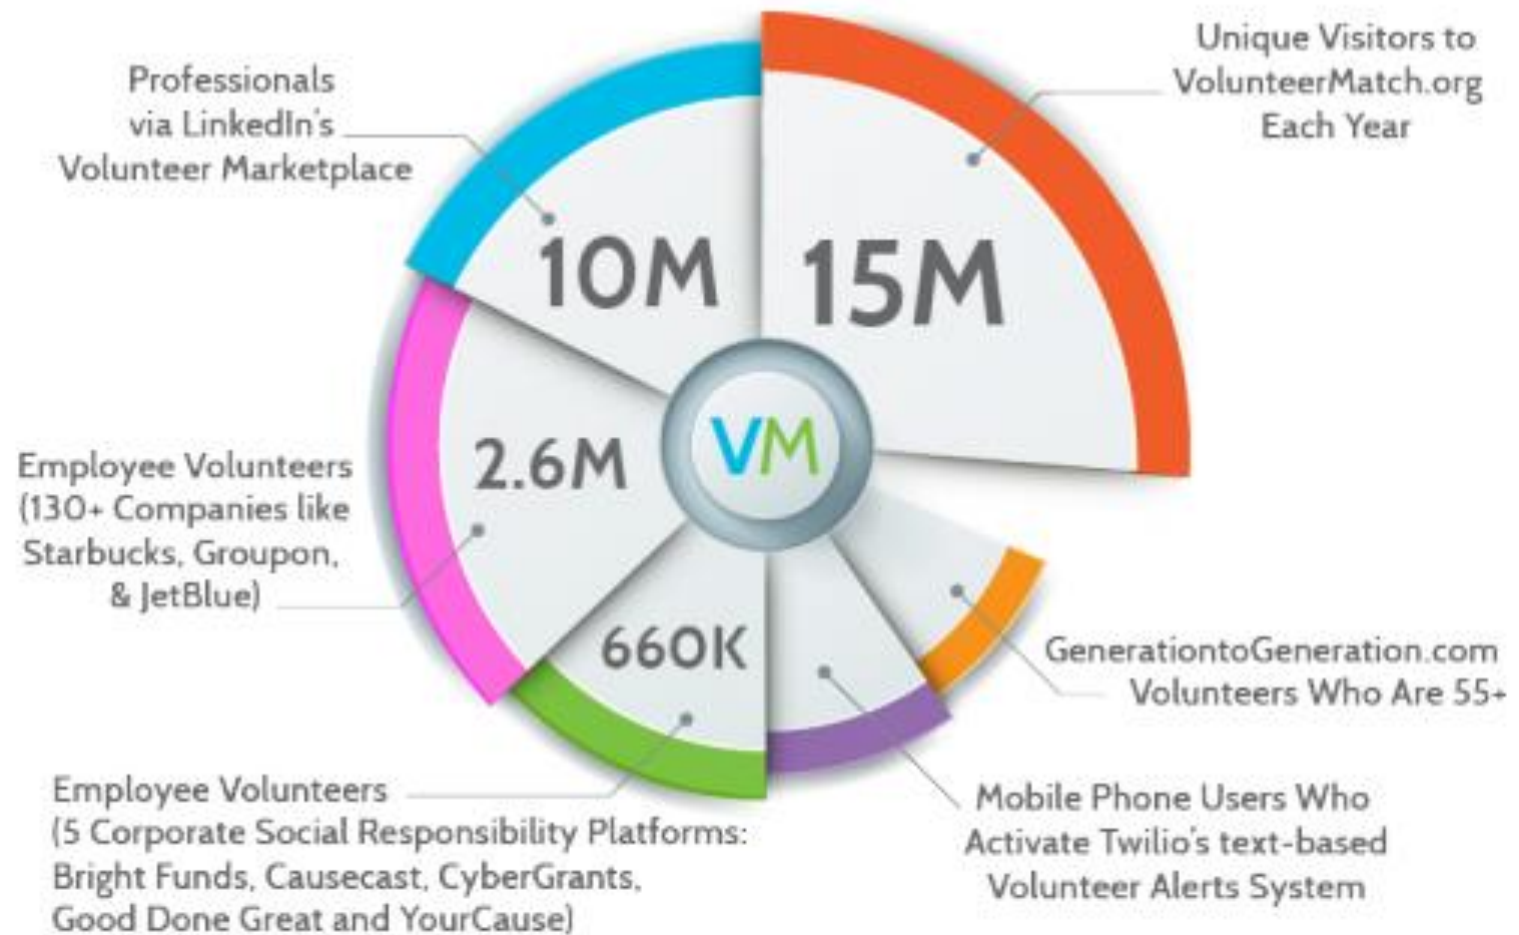 Professionals
via LinkedIn's
Volunteer Marketplace
10M
Unique Visitors to
VolunteerMatch.org
Each Year
15M
VM
Employee Volunteers
(130+ Companies like
Starbucks, Groupon,
& JetBlue)
2.6M
660K
Employee Volunteers
(5 Corporate Social Responsibility Platforms:
Bright Funds, Causecast, CyberGrants,
Good Done Great and YourCause)
GenerationtoGeneration.com
Volunteers Who Are 55+
Mobile Phone Users Who
Activate Twilio's text-based
Volunteer Alerts System